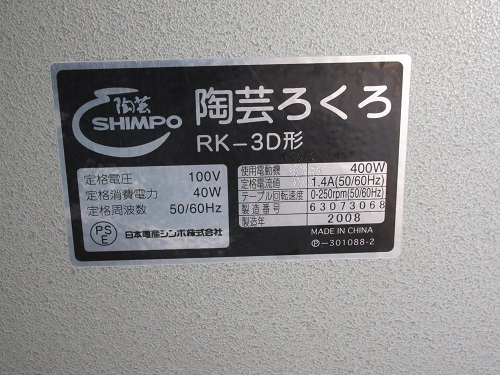 陶芸
SHIMPO
陶芸ろくろ
RK-3D形
定格電圧 100V
定格消費電力 40W
定格周波数 50/60Hz
PSE
日本電産シンポ株式会社
使用電動機 400W
定格電流値 1.4A(50/60Hz)
テーブル回転速度 0-250rpm(50/60Hz)
製造番号 63073068
製造年 2008
MADE IN CHINA
Ⓟ-301088-2